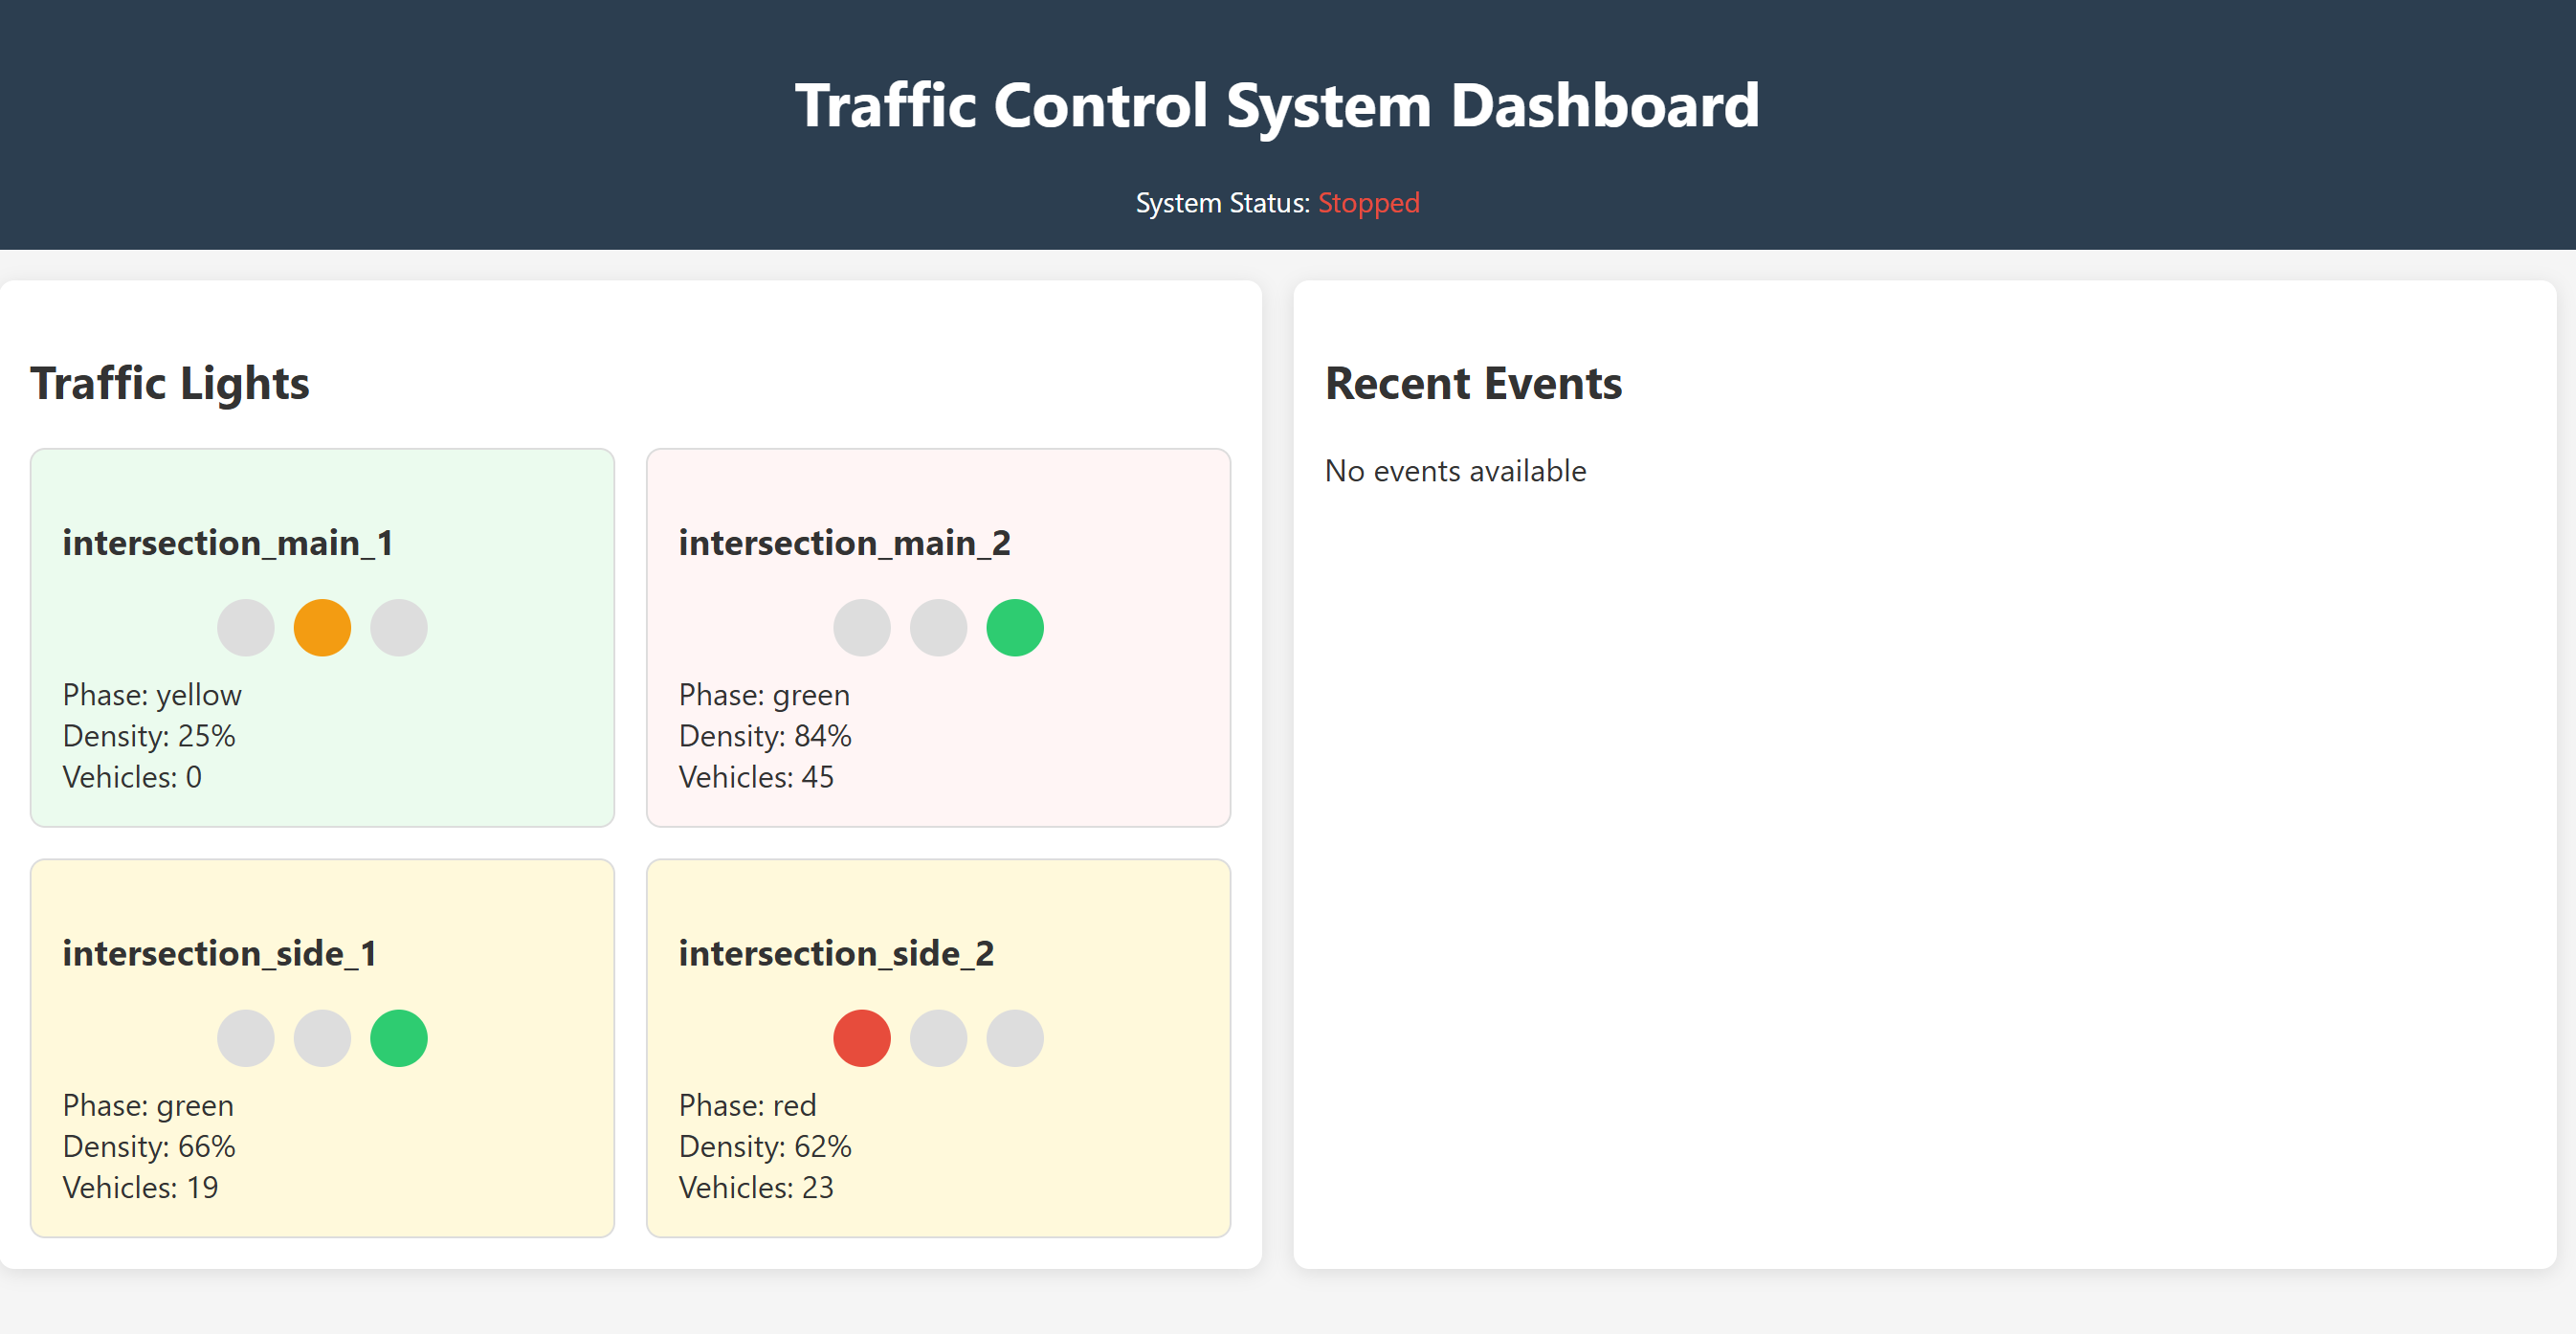 Traffic Control System Dashboard
System Status: Stopped
Traffic Lights
intersection_main_1
Phase: yellow
Density: 25%
Vehicles: 0
intersection_main_2
Phase: green
Density: 84%
Vehicles: 45
intersection_side_1
Phase: green
Density: 66%
Vehicles: 19
intersection_side_2
Phase: red
Density: 62%
Vehicles: 23
Recent Events
No events available